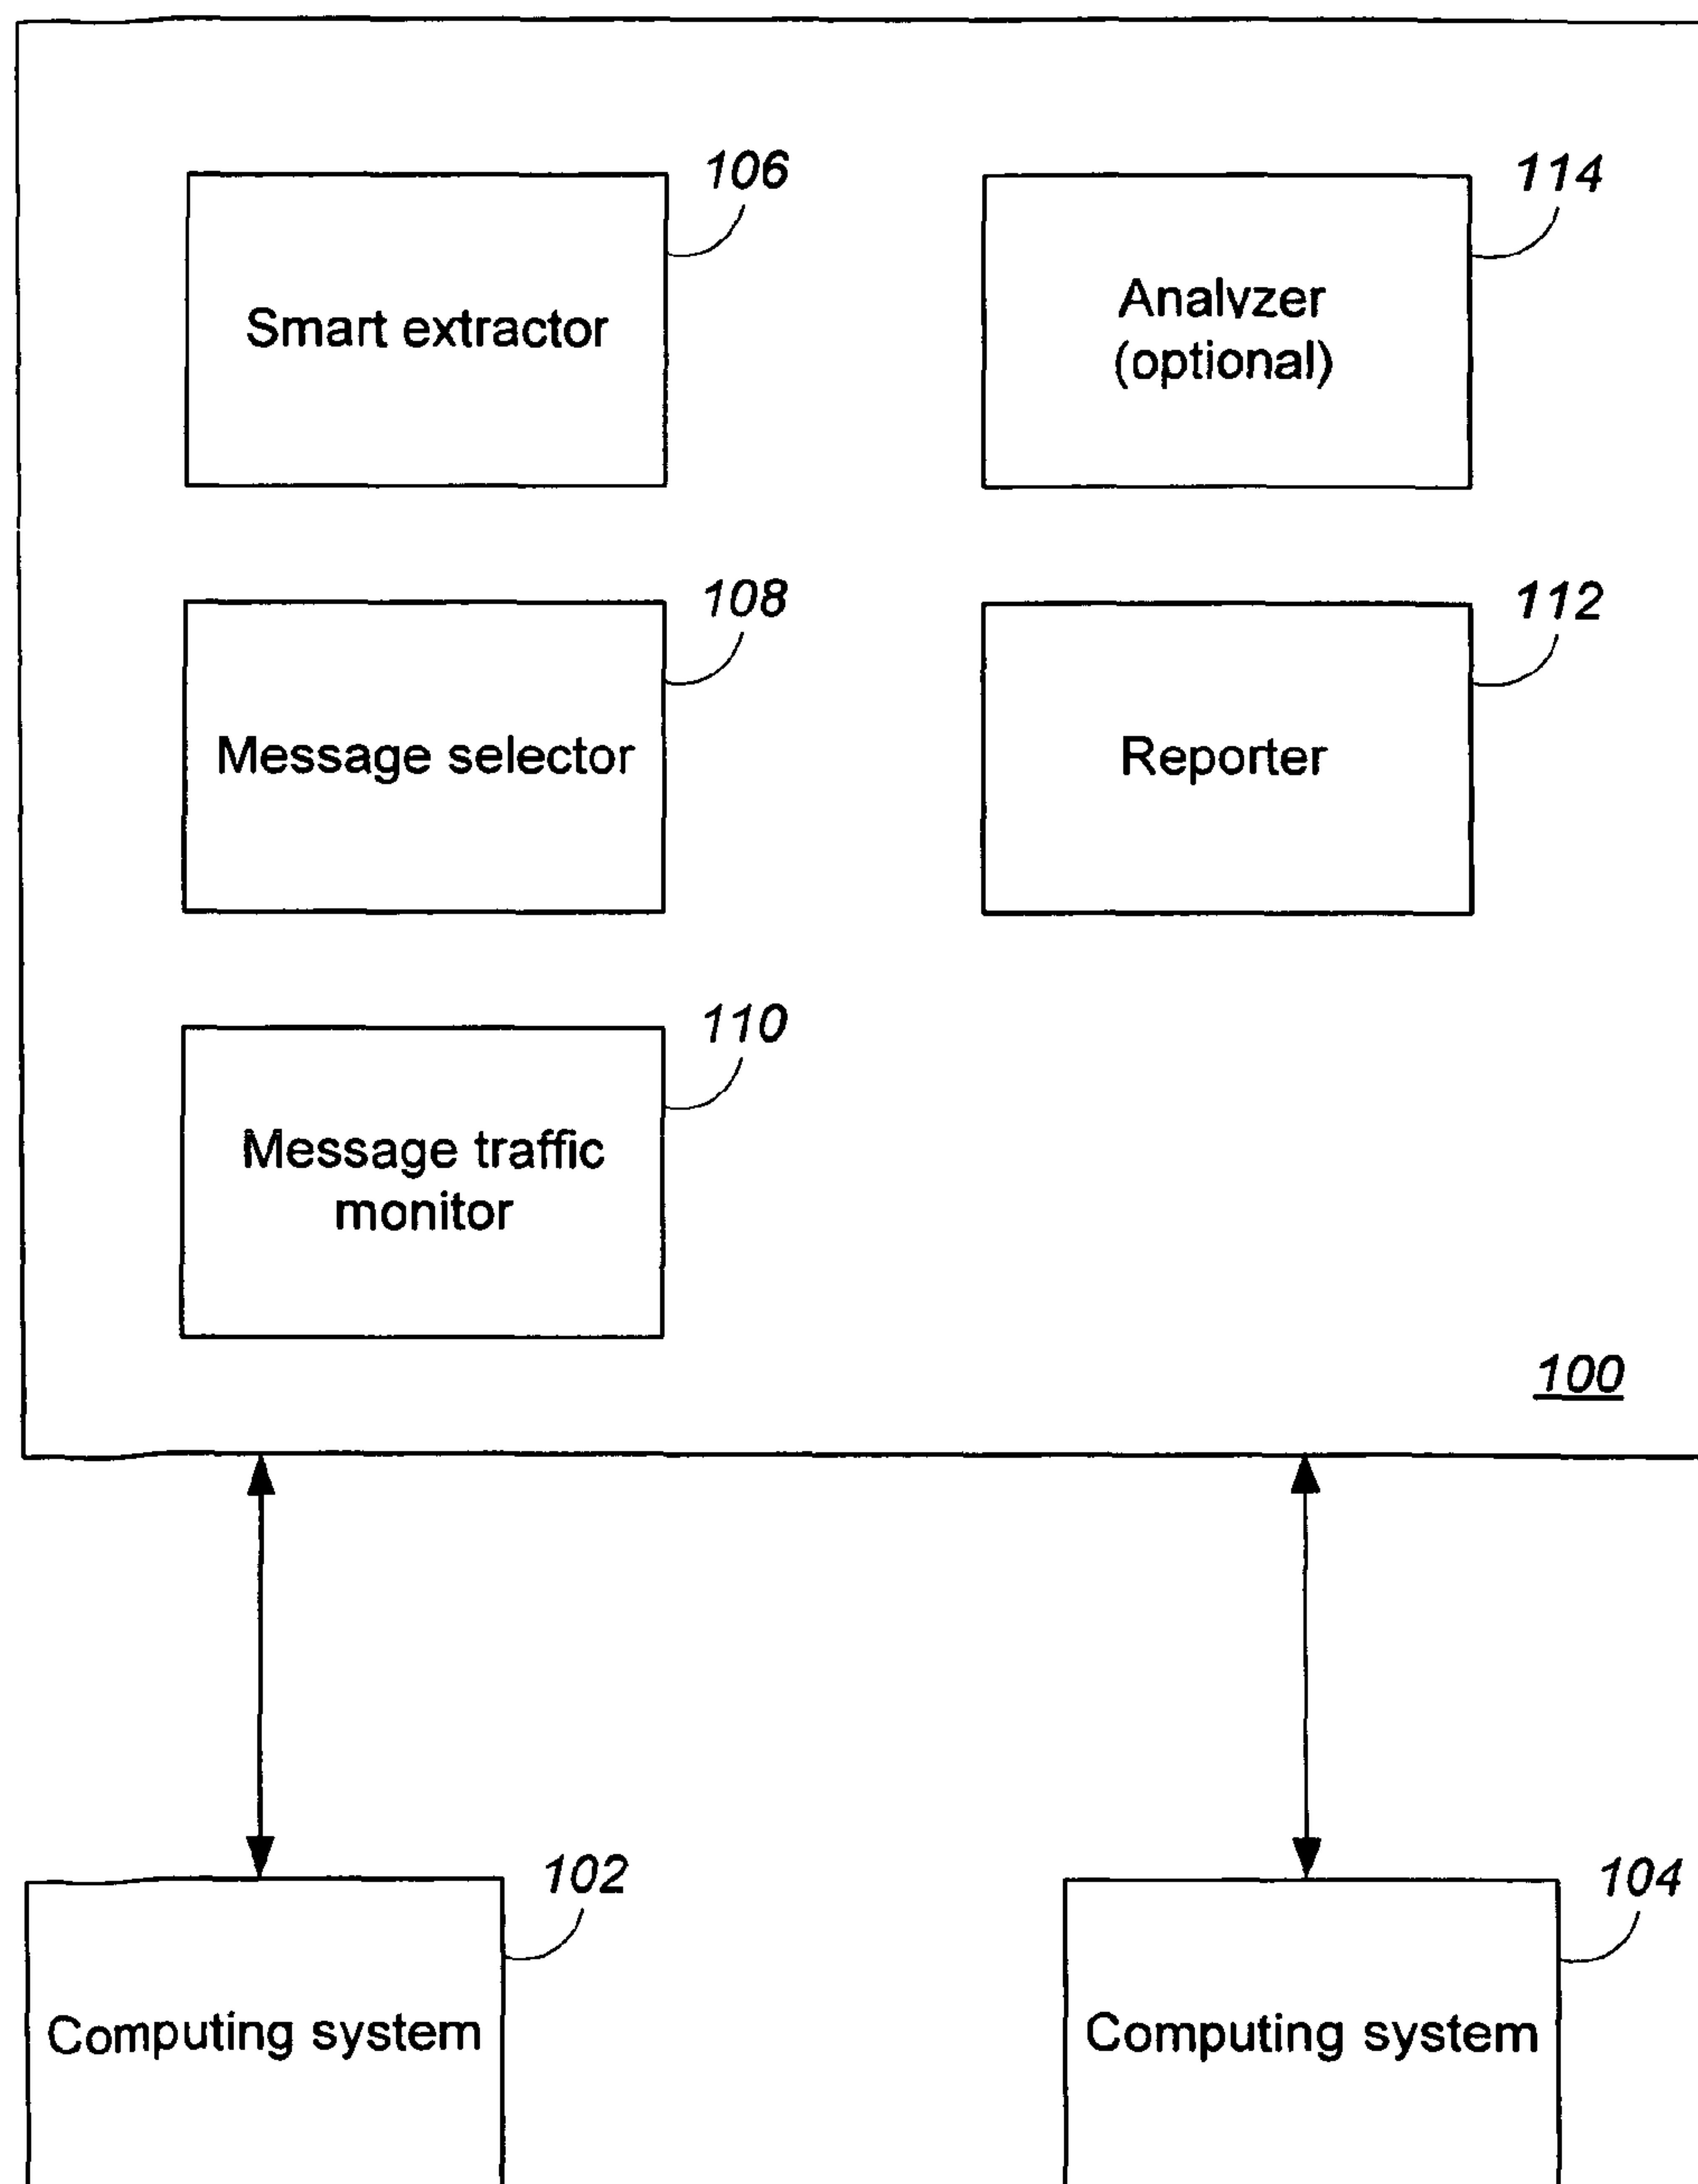 106
Smart extractor
114
Analyzer
(optional)
108
Message selector
112
Reporter
110
Message traffic
monitor
100
102
Computing system
104
Computing system